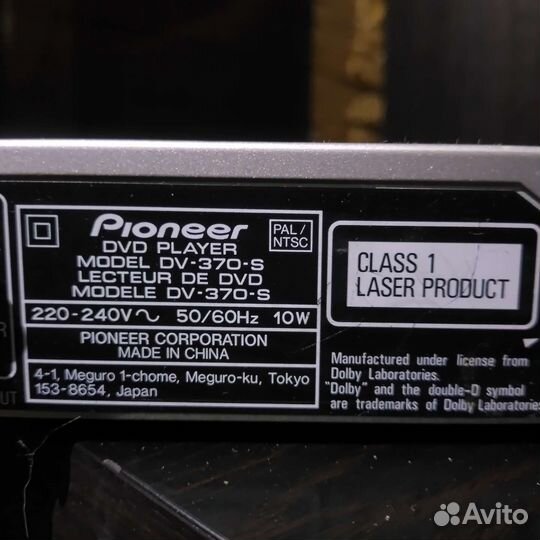 Pioneer
PAL/
NTSC
DVD PLAYER
MODEL DV-370-S
LECTEUR DE DVD
MODELE DV-370-S
220-240V~ 50/60Hz 10W
PIONEER CORPORATION
MADE IN CHINA
4-1, Meguro 1-chome, Meguro-ku, Tokyo
153-8654, Japan
CLASS 1
LASER PRODUCT
Manufactured under license from
Dolby Laboratories.
"Dolby" and the double-D symbol
are trademarks of Dolby Laboratories
UT
Avito